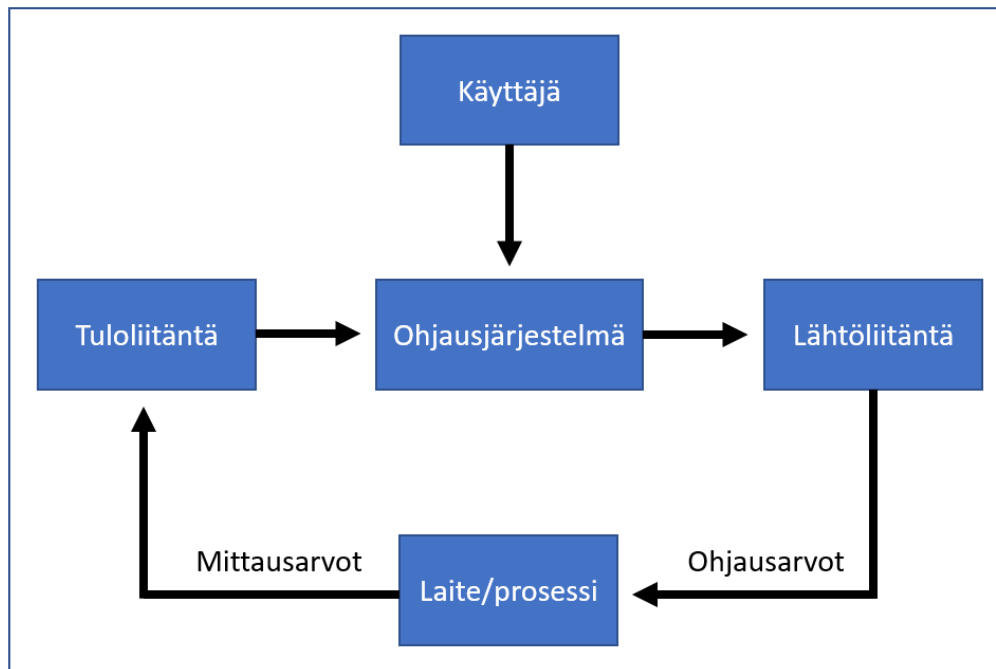 Käyttäjä
Tuloliitäntä
Ohjausjärjestelmä
Lähtöliitäntä
Mittausarvot
Ohjausarvot
Laite/prosessi